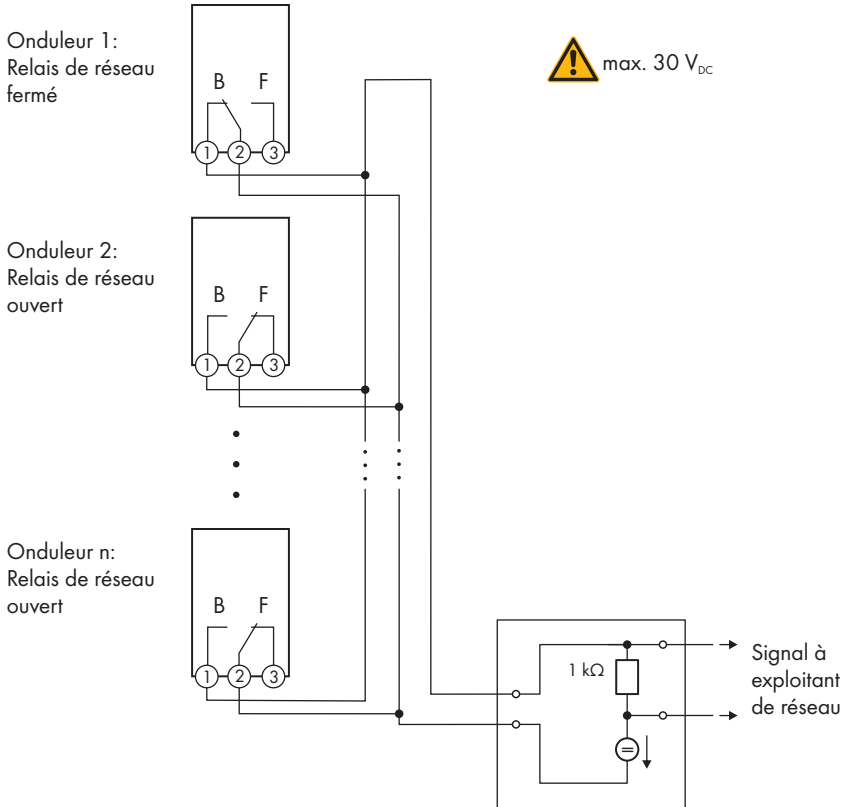 Onduleur 1:
Relais de réseau
fermé
B F
1 2 3
max. 30 VDC
Onduleur 2:
Relais de réseau
ouvert
B F
1 2 3
Onduleur n:
Relais de réseau
ouvert
B F
1 2 3
1 kΩ
Signal à
exploitant
de réseau